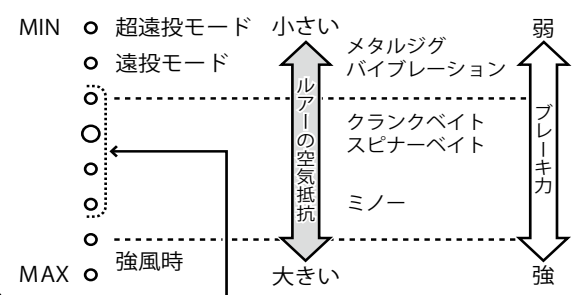 MIN 超遠投モード 小さい 弱
遠投モード
メタルジグ
バイブレーション
ルアーの空気抵抗
ブレーキ力
クランクベイト
スピナーベイト
ミノー
強風時
MAX 大きい 強